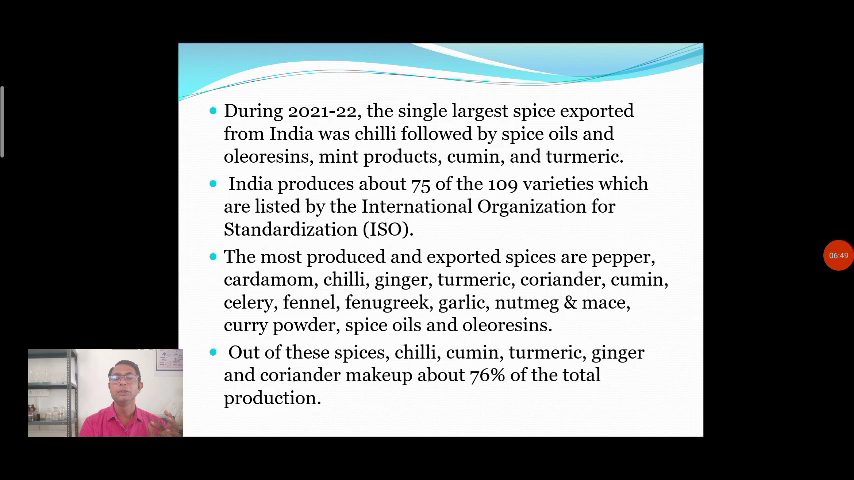 • During 2021-22, the single largest spice exported
from India was chilli followed by spice oils and
oleoresins, mint products, cumin, and turmeric.
• India produces about 75 of the 109 varieties which
are listed by the International Organization for
Standardization (ISO).
• The most produced and exported spices are pepper,
cardamom, chilli, ginger, turmeric, coriander, cumin,
celery, fennel, fenugreek, garlic, nutmeg & mace,
curry powder, spice oils and oleoresins.
• Out of these spices, chilli, cumin, turmeric, ginger
and coriander makeup about 76% of the total
production.
06:49